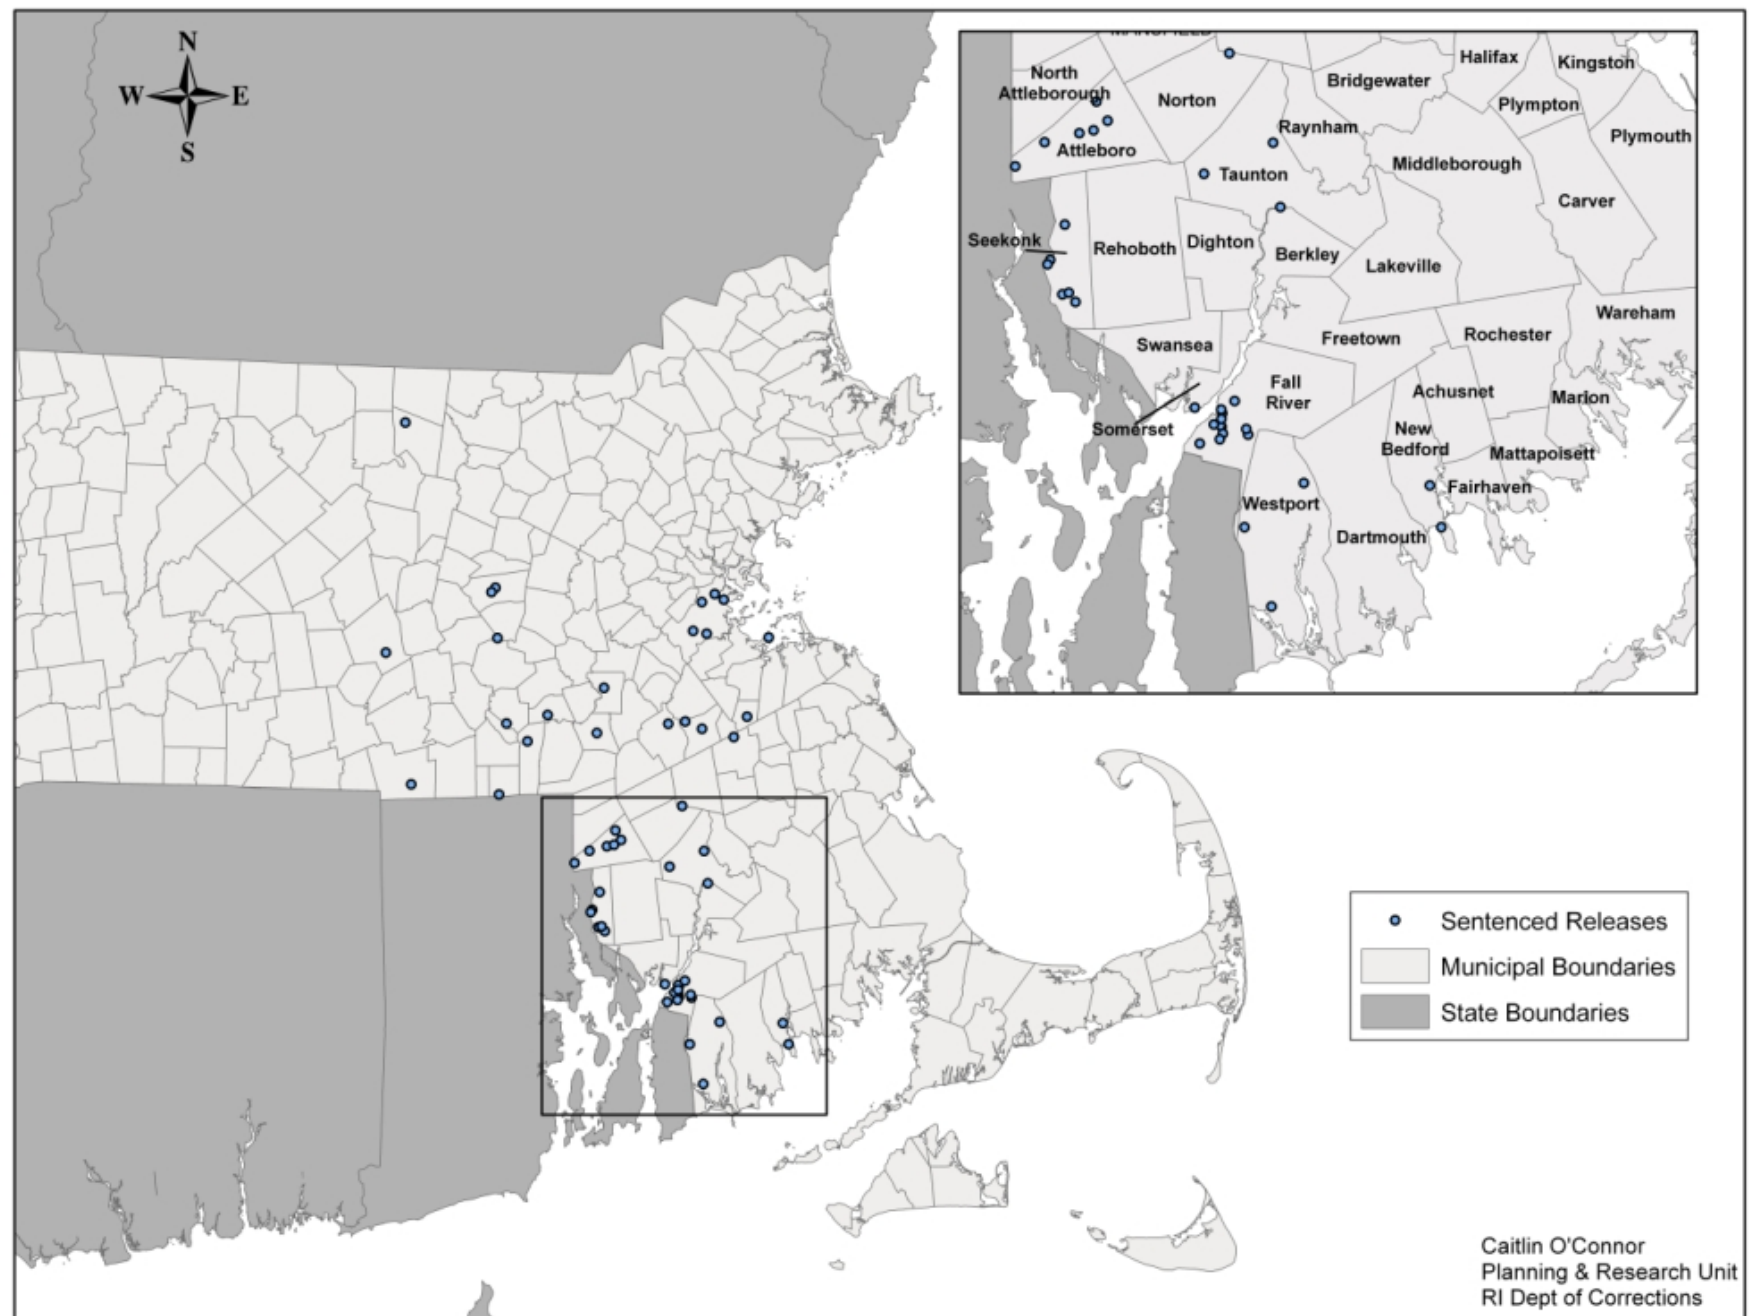 N
W E
S
MANSFIELD
Halifax
Kingston
North
Attleborough
Bridgewater
Norton
Plympton
Raynham
Plymouth
Attleboro
Middleborough
Taunton
Carver
Seekonk
Rehoboth
Dighton
Berkley
Lakeville
Wareham
Swansea
Freetown
Rochester
Fall
River
Achusnet
Marion
Somerset
New
Bedford
Mattapoisett
Fairhaven
Westport
Dartmouth
Sentenced Releases
Municipal Boundaries
State Boundaries
Caitlin O'Connor
Planning & Research Unit
RI Dept of Corrections